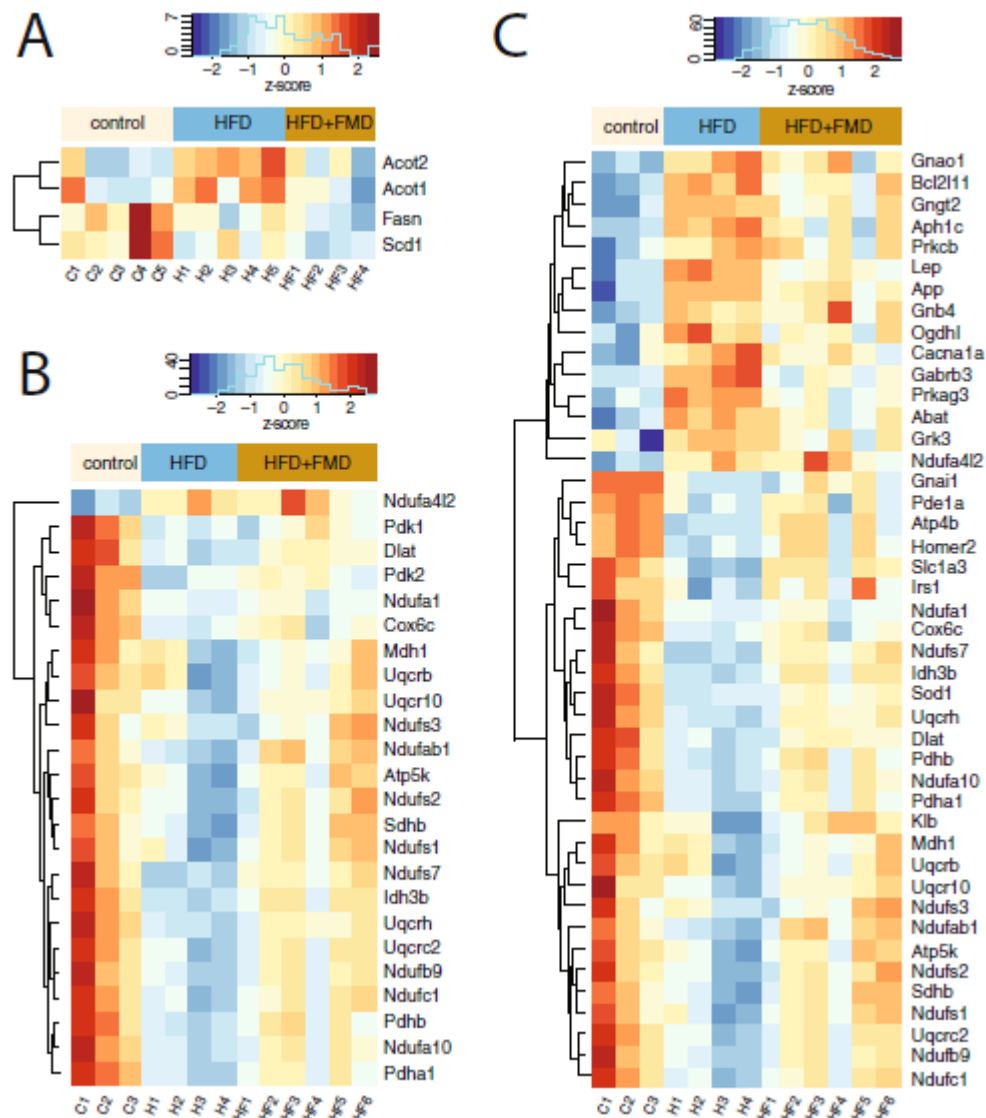 A
7
0
−2 −1 0 1 2
z-score
control HFD HFD+FMD
Acot2
Acot1
Fasn
Scd1
C1 C2 C3 C4 C5 H1 H2 H3 H4 H5 HF1 HF2 HF3 HF4
B
40
0
−2 −1 0 1 2
z-score
control HFD HFD+FMD
Ndufa4l2
Pdk1
Dlat
Pdk2
Ndufa1
Cox6c
Mdh1
Uqcrb
Uqcr10
Ndufs3
Ndufab1
Atp5k
Ndufs2
Sdhb
Ndufs1
Ndufs7
Idh3b
Uqcrh
Uqcrc2
Ndufb9
Ndufc1
Pdhb
Ndufa10
Pdha1
C1 C2 C3 H1 H2 H3 H4 HF1 HF2 HF3 HF4 HF5 HF6
C
60
0
−2 −1 0 1 2
z-score
control HFD HFD+FMD
Gnao1
Bcl2l11
Gngt2
Aph1c
Prkcb
Lep
App
Gnb4
Ogdhl
Cacna1a
Gabrb3
Prkag3
Abat
Grk3
Ndufa4l2
Gnai1
Pde1a
Atp4b
Homer2
Slc1a3
Irs1
Ndufa1
Cox6c
Ndufs7
Idh3b
Sod1
Uqcrh
Dlat
Pdhb
Ndufa10
Pdha1
Klb
Mdh1
Uqcrb
Uqcr10
Ndufs3
Ndufab1
Atp5k
Ndufs2
Sdhb
Ndufs1
Uqcrc2
Ndufb9
Ndufc1
C1 C2 C3 H1 H2 H3 H4 HF1 HF2 HF3 HF4 HF5 HF6